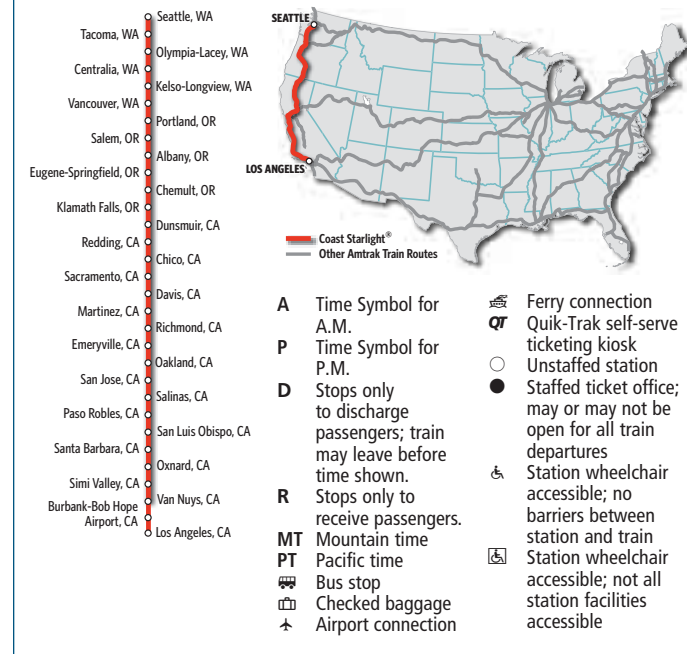 Seattle, WA
Tacoma, WA
Olympia-Lacey, WA
Centralia, WA
Kelso-Longview, WA
Vancouver, WA
Portland, OR
Salem, OR
Albany, OR
Eugene-Springfield, OR
Chemult, OR
Klamath Falls, OR
Dunsmuir, CA
Redding, CA
Chico, CA
Sacramento, CA
Davis, CA
Martinez, CA
Richmond, CA
Emeryville, CA
Oakland, CA
San Jose, CA
Salinas, CA
Paso Robles, CA
San Luis Obispo, CA
Santa Barbara, CA
Oxnard, CA
Simi Valley, CA
Van Nuys, CA
Burbank-Bob Hope
Airport, CA
Los Angeles, CA
SEATTLE
LOS ANGELES
Coast Starlight®
Other Amtrak Train Routes
A Time Symbol for
A.M.
P Time Symbol for
P.M.
D Stops only
to discharge
passengers; train
may leave before
time shown.
R Stops only to
receive passengers.
MT Mountain time
PT Pacific time
Bus stop
Checked baggage
Airport connection
Ferry connection
QT Quik-Trak self-serve
ticketing kiosk
Unstaffed station
Staffed ticket office;
may or may not be
open for all train
departures
Station wheelchair
accessible; no
barriers between
station and train
Station wheelchair
accessible; not all
station facilities
accessible